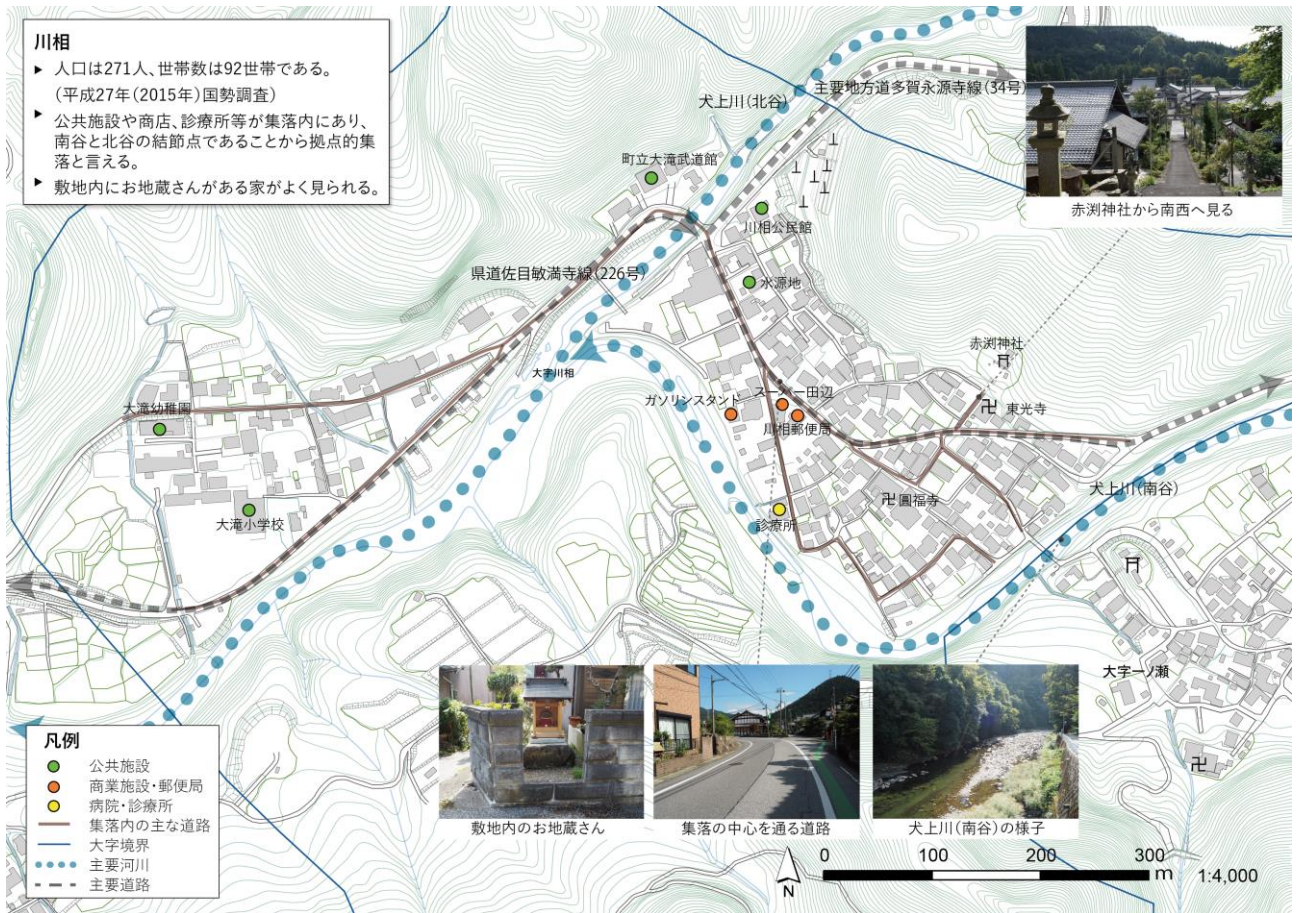 川相
▶ 人口は271人、世帯数は92世帯である。
（平成27年（2015年）国勢調査）
▶ 公共施設や商店、診療所等が集落内にあり、
南谷と北谷の結節点であることから拠点的集
落と言える。
▶ 敷地内にお地蔵さんがある家がよく見られる。
主要地方道多賀永源寺線(34号)
犬上川(北谷)
町立大滝武道館
川相公民館
赤渕神社から南西へ見る
県道佐目敏満寺線(226号)
水源地
大字川相
赤渕神社
大滝幼稚園
ガソリンスタンド
スーパー田辺
川相郵便局
東光寺
犬上川(南谷)
圓福寺
大滝小学校
診療所
大字一ノ瀬
凡例
公共施設
商業施設・郵便局
病院・診療所
集落内の主な道路
大字境界
主要河川
主要道路
敷地内のお地蔵さん
集落の中心を通る道路
犬上川(南谷)の様子
N
0 100 200 300
m
1:4,000